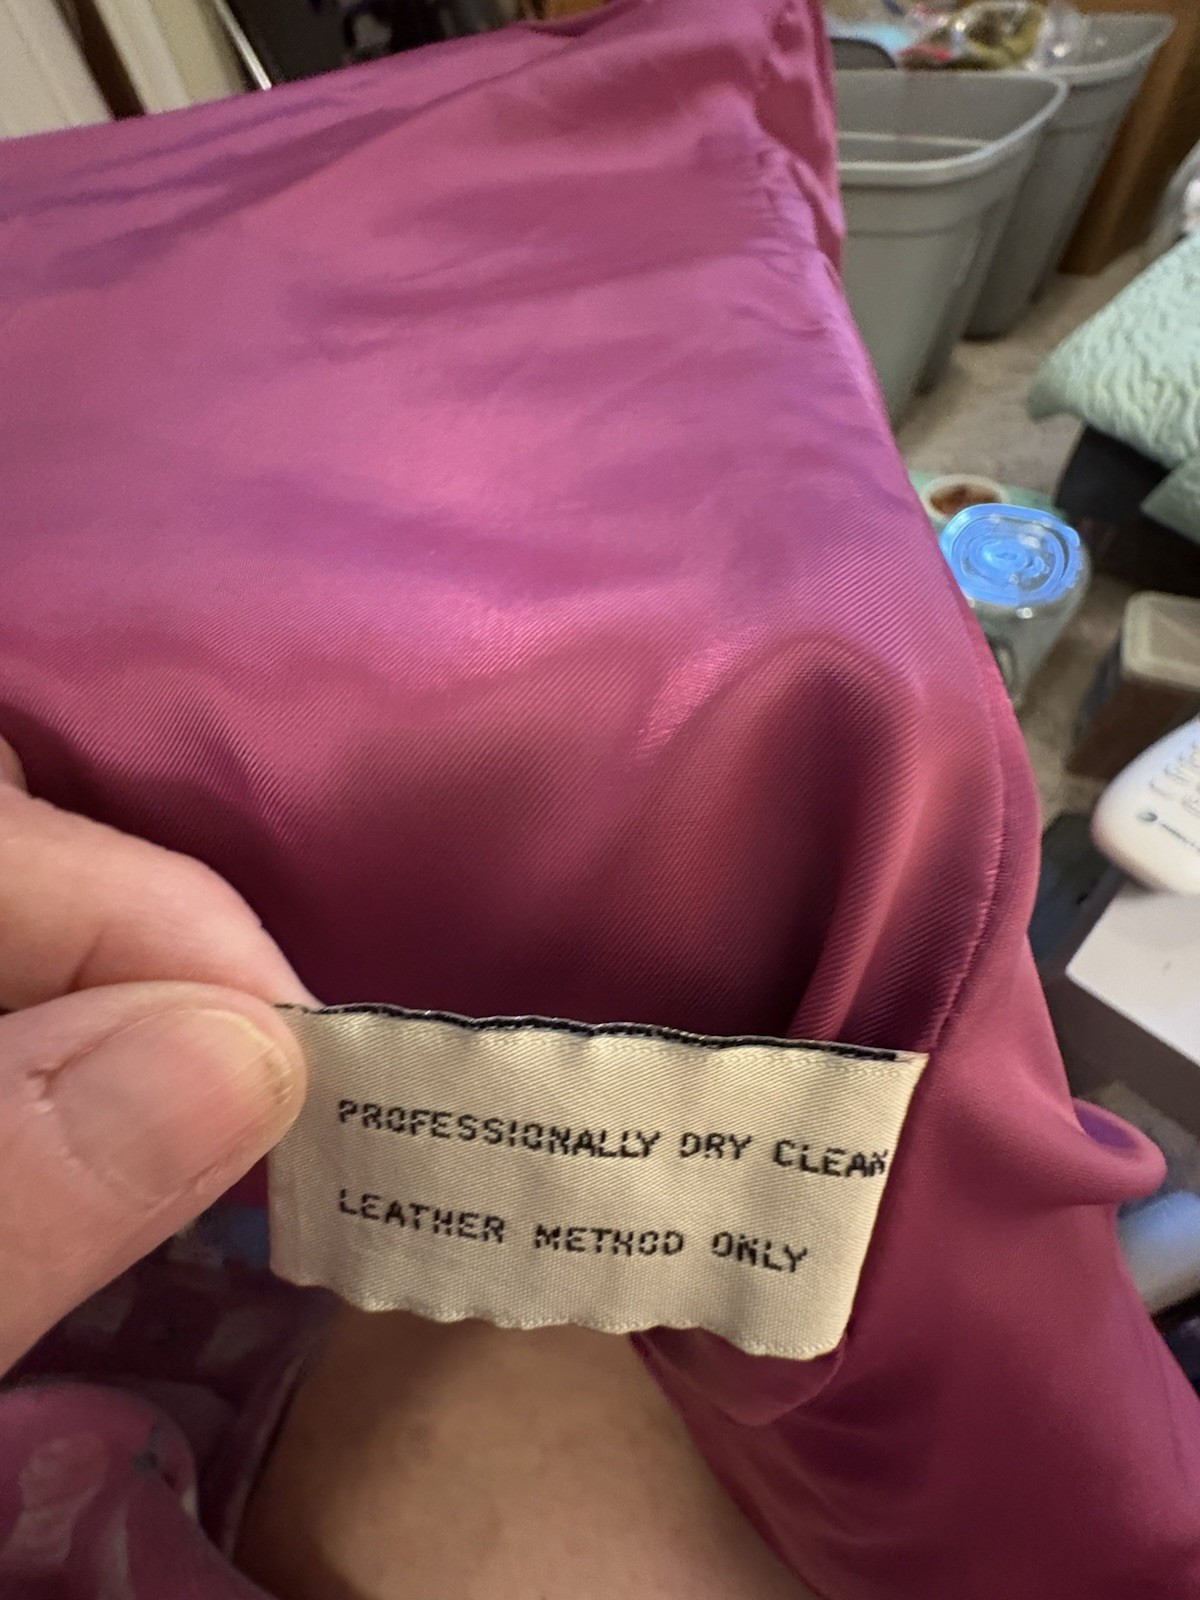 PROFESSIONALLY DRY CLEAN
LEATHER METHOD ONLY